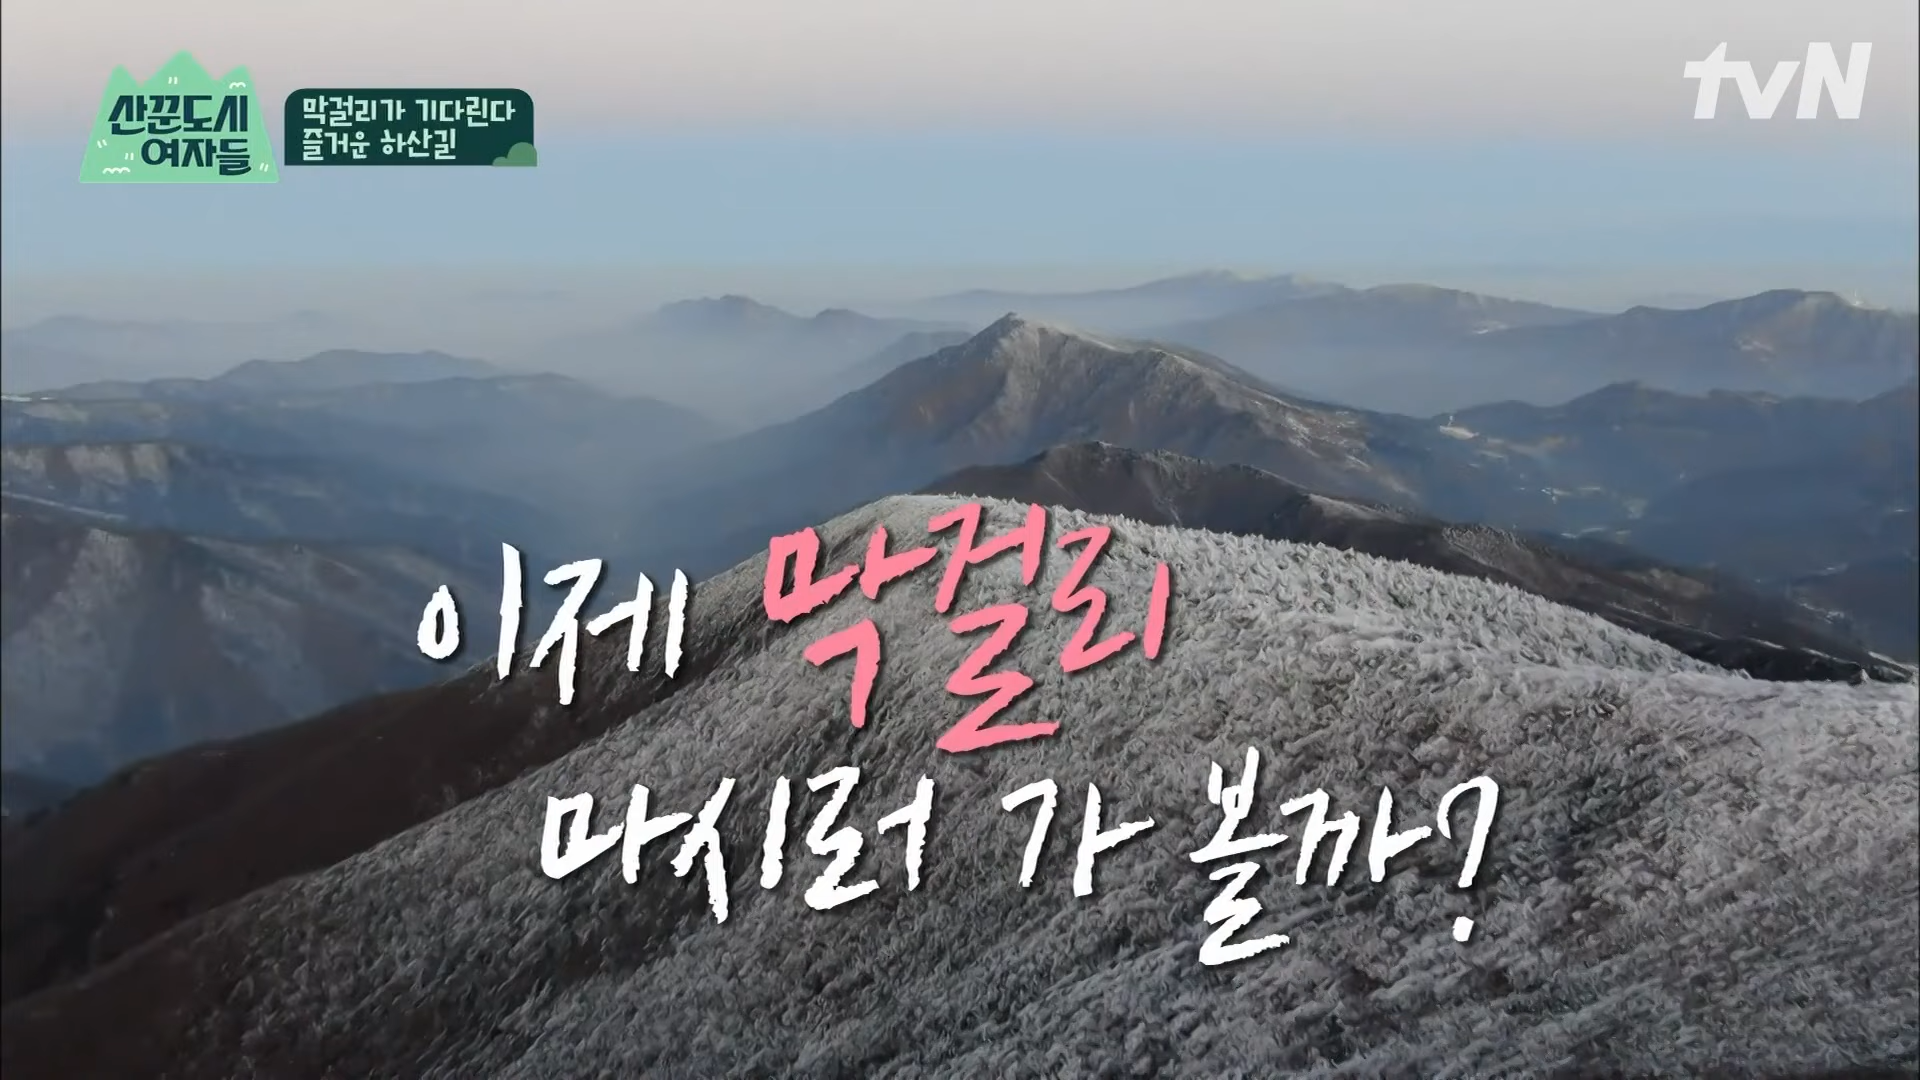 산꾼도시
여자들
막걸리가 기다린다
즐거운 하산길
tvN
이제 막걸리
마시러 가 볼까?